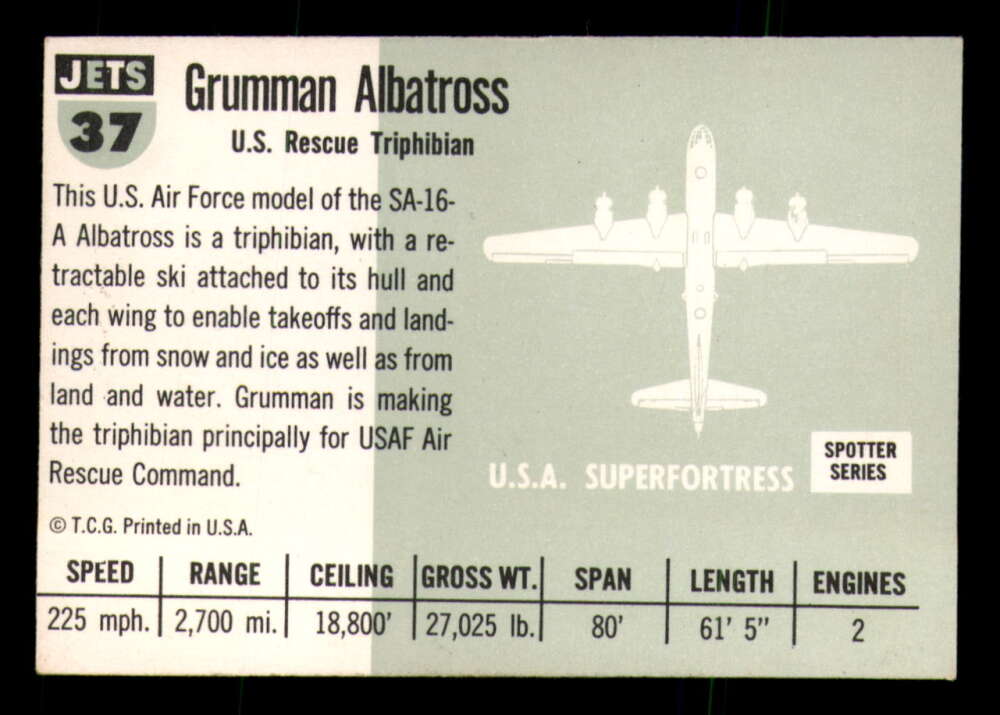 JETS
37
Grumman Albatross
U.S. Rescue Triphibian
This U.S. Air Force model of the SA-16-
A Albatross is a triphibian, with a re-
tractable ski attached to its hull and
each wing to enable takeoffs and land-
ings from snow and ice as well as from
land and water. Grumman is making
the triphibian principally for USAF Air
Rescue Command.
© T.C.G. Printed in U.S.A.
U.S.A. SUPERFORTRESS
SPOTTER
SERIES
SPEED RANGE CEILING GROSS WT. SPAN LENGTH ENGINES
225 mph. 2,700 mi. 18,800' 27,025 lb. 80' 61' 5" 2